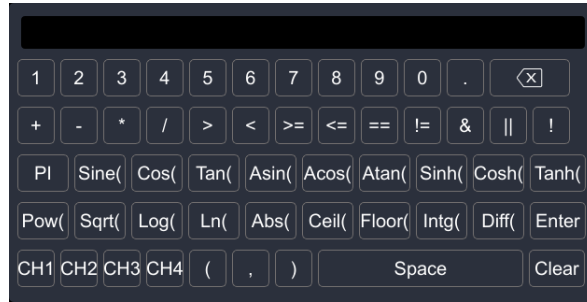 1 2 3 4 5 6 7 8 9 0 .
+ - * / > < >= <= == != & || !
PI Sine( Cos( Tan( Asin( Acos( Atan( Sinh( Cosh( Tanh(
Pow( Sqrt( Log( Ln( Abs( Ceil( Floor( Intg( Diff( Enter
CH1 CH2 CH3 CH4 ( , ) Space Clear